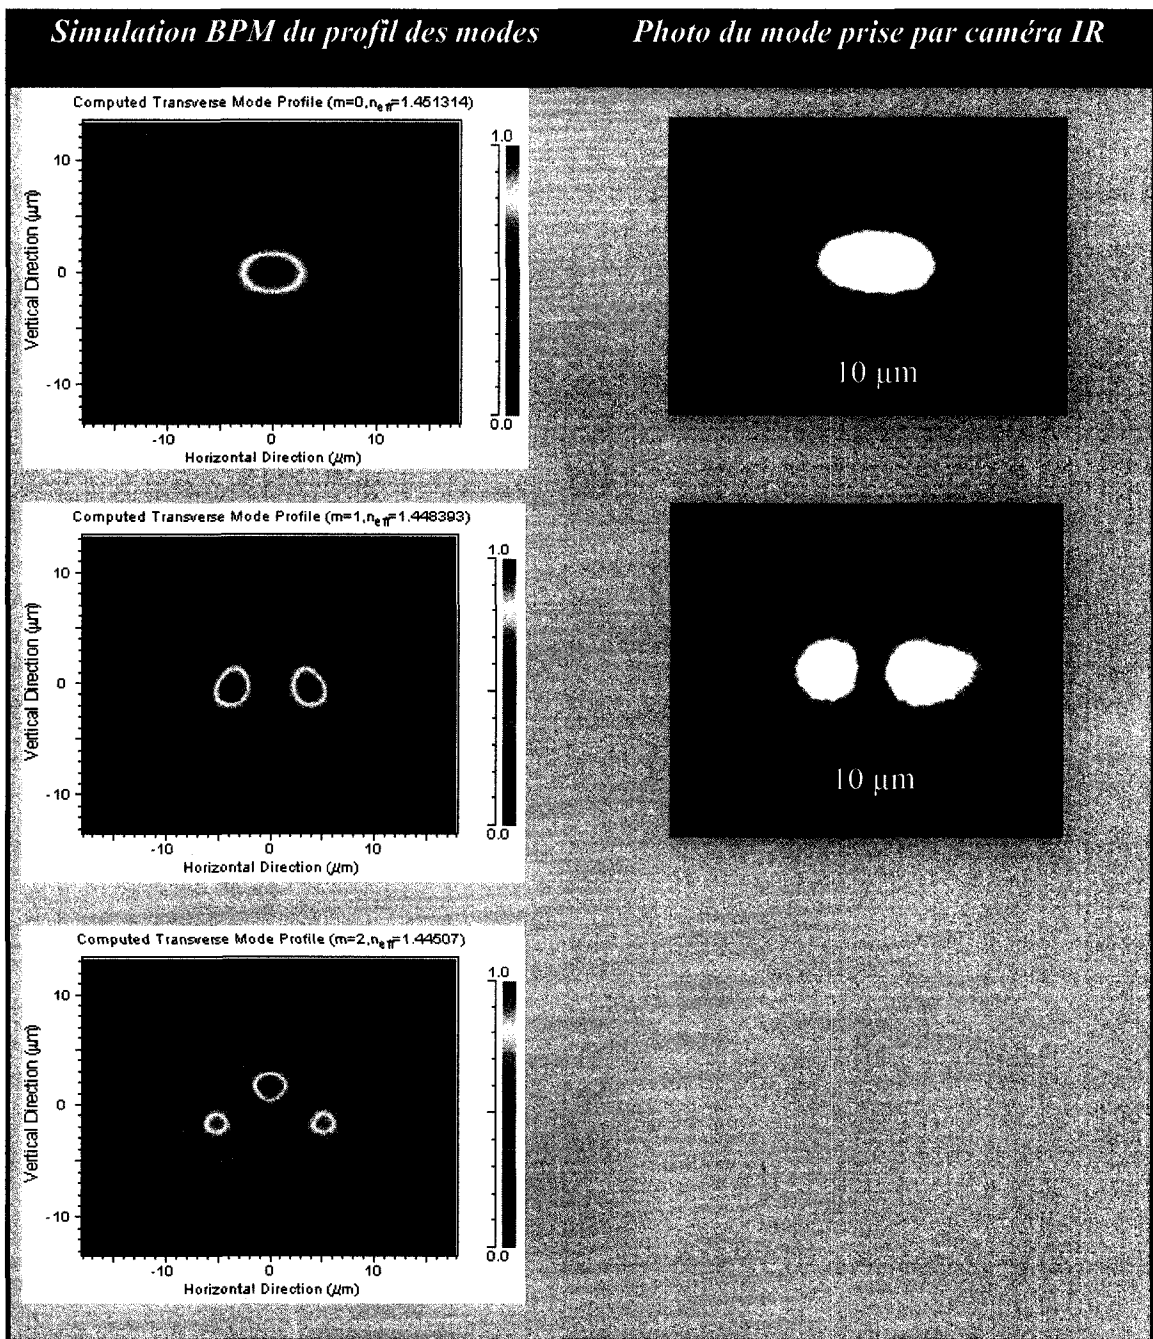 Simulation BPM du profil des modes
Photo du mode prise par caméra IR
Computed Transverse Mode Profile (m=0,neff=1.451314)
1.0
10
0
-10
Vertical Direction (μm)
0.0
-10 0 10
Horizontal Direction (μm)
10 μm
Computed Transverse Mode Profile (m=1,neff=1.448393)
1.0
10
0
-10
Vertical Direction (μm)
0.0
-10 0 10
Horizontal Direction (μm)
10 μm
Computed Transverse Mode Profile (m=2,neff=1.44507)
1.0
10
0
-10
Vertical Direction (μm)
0.0
-10 0 10
Horizontal Direction (μm)